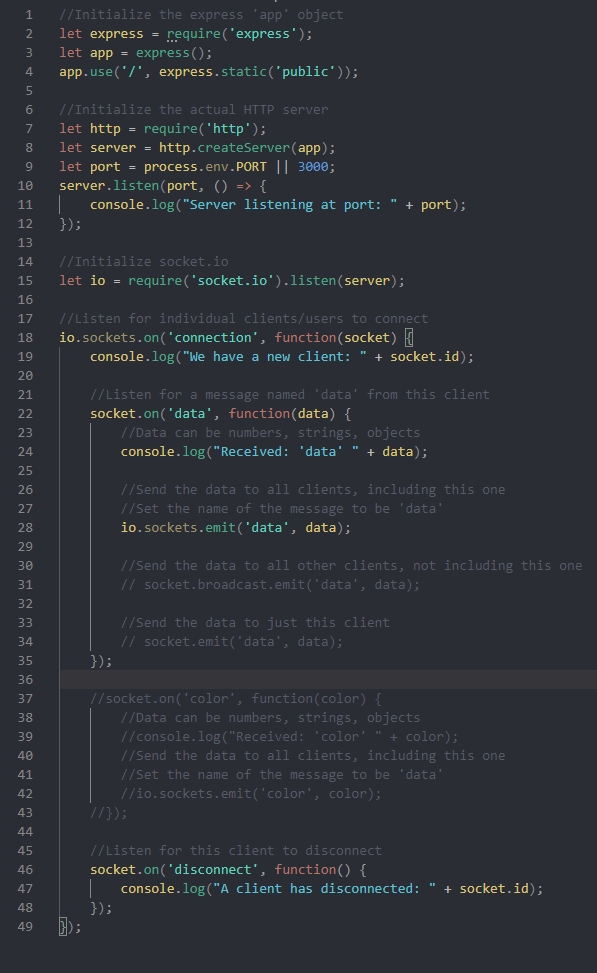 1 //Initialize the express 'app' object
2 let express = require('express');
3 let app = express();
4 app.use('/', express.static('public'));
5
6 //Initialize the actual HTTP server
7 let http = require('http');
8 let server = http.createServer(app);
9 let port = process.env.PORT || 3000;
10 server.listen(port, () => {
11     console.log("Server listening at port: " + port);
12 });
13
14 //Initialize socket.io
15 let io = require('socket.io').listen(server);
16
17 //Listen for individual clients/users to connect
18 io.sockets.on('connection', function(socket) {
19     console.log("We have a new client: " + socket.id);
20
21     //Listen for a message named 'data' from this client
22     socket.on('data', function(data) {
23         //Data can be numbers, strings, objects
24         console.log("Received: 'data' " + data);
25
26         //Send the data to all clients, including this one
27         //Set the name of the message to be 'data'
28         io.sockets.emit('data', data);
29
30         //Send the data to all other clients, not including this one
31         // socket.broadcast.emit('data', data);
32
33         //Send the data to just this client
34         // socket.emit('data', data);
35     });
36
37     //socket.on('color', function(color) {
38         //Data can be numbers, strings, objects
39         //console.log("Received: 'color' " + color);
40         //Send the data to all clients, including this one
41         //Set the name of the message to be 'data'
42         //io.sockets.emit('color', color);
43     //});
44
45     //Listen for this client to disconnect
46     socket.on('disconnect', function() {
47         console.log("A client has disconnected: " + socket.id);
48     });
49 });